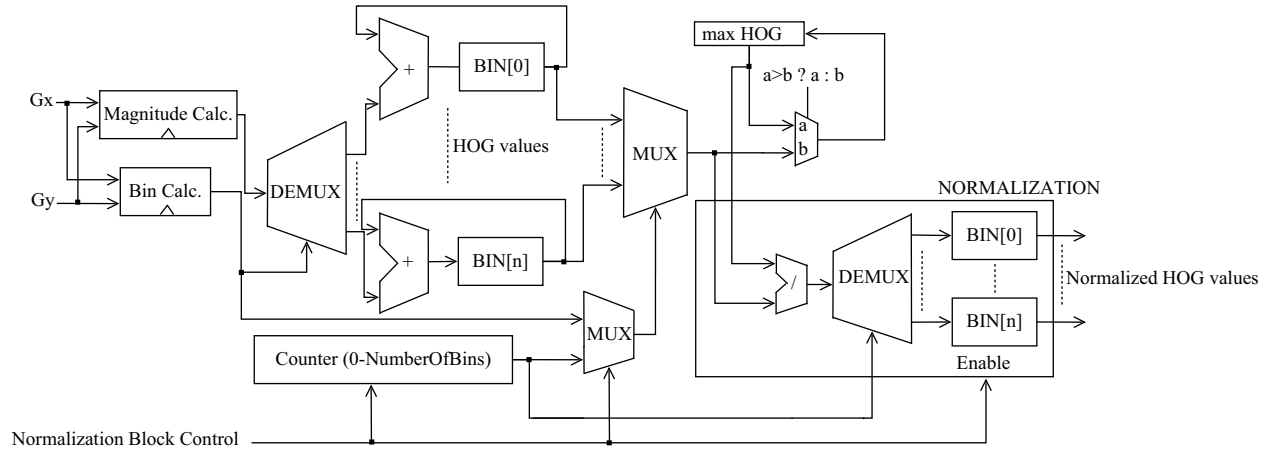 max HOG
+
BIN[0]
a>b ? a : b
Gx
Magnitude Calc.
a
HOG values
b
MUX
DEMUX
Bin Calc.
NORMALIZATION
Gy
BIN[0]
+
BIN[n]
DEMUX
/
Normalized HOG values
BIN[n]
MUX
Counter (0-NumberOfBins)
Enable
Normalization Block Control